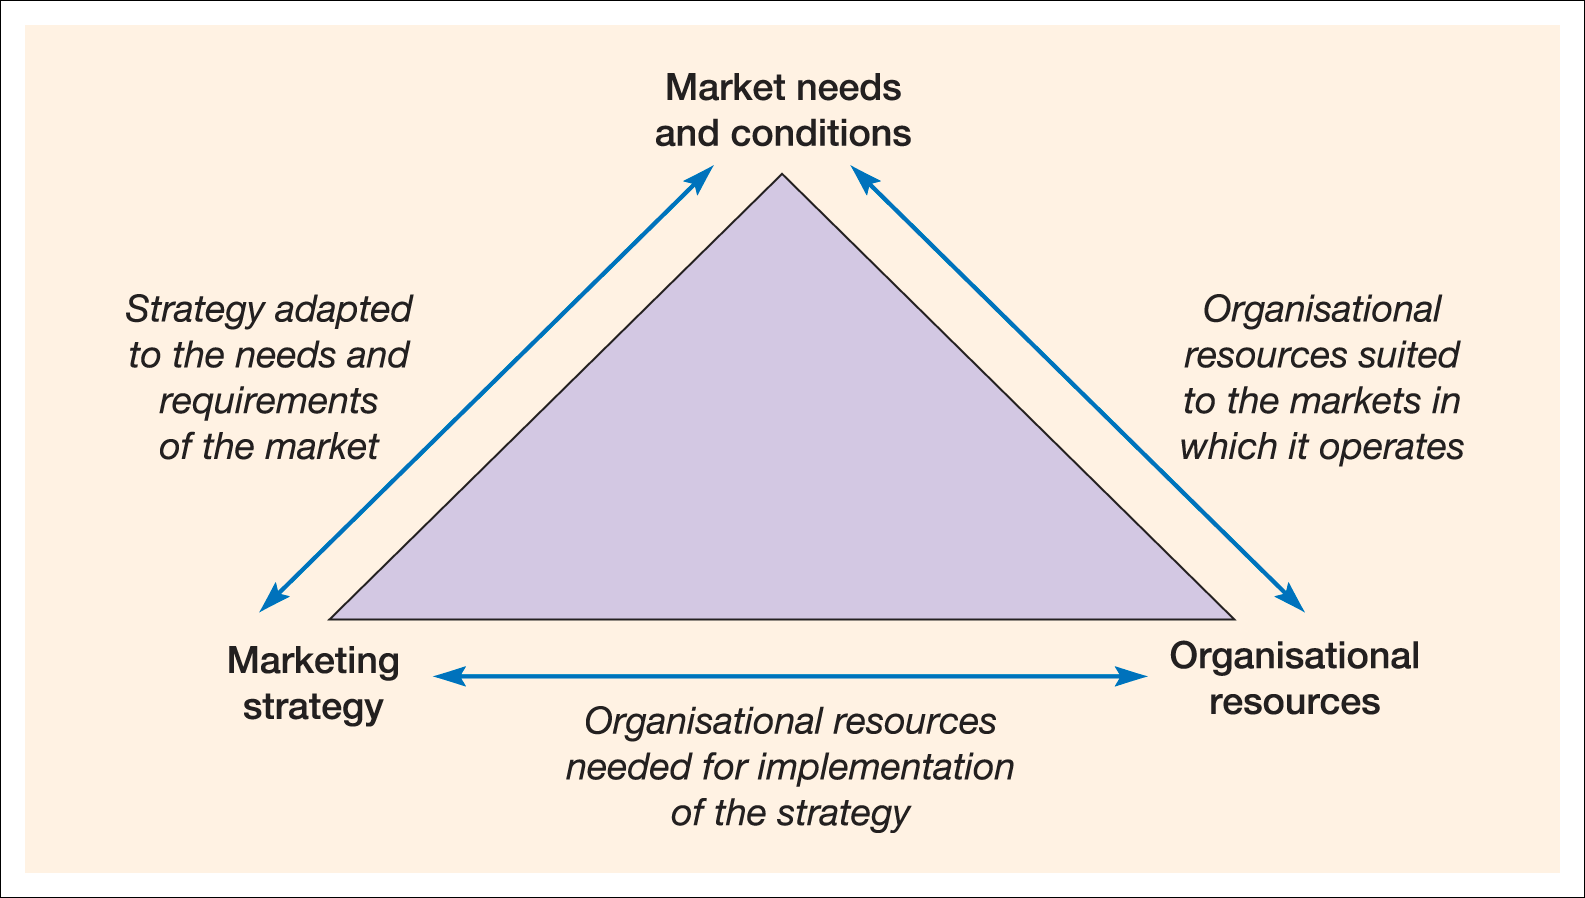 Market needs
and conditions
Strategy adapted
to the needs and
requirements
of the market
Organisational
resources suited
to the markets in
which it operates
Marketing
strategy
Organisational
resources
Organisational resources
needed for implementation
of the strategy